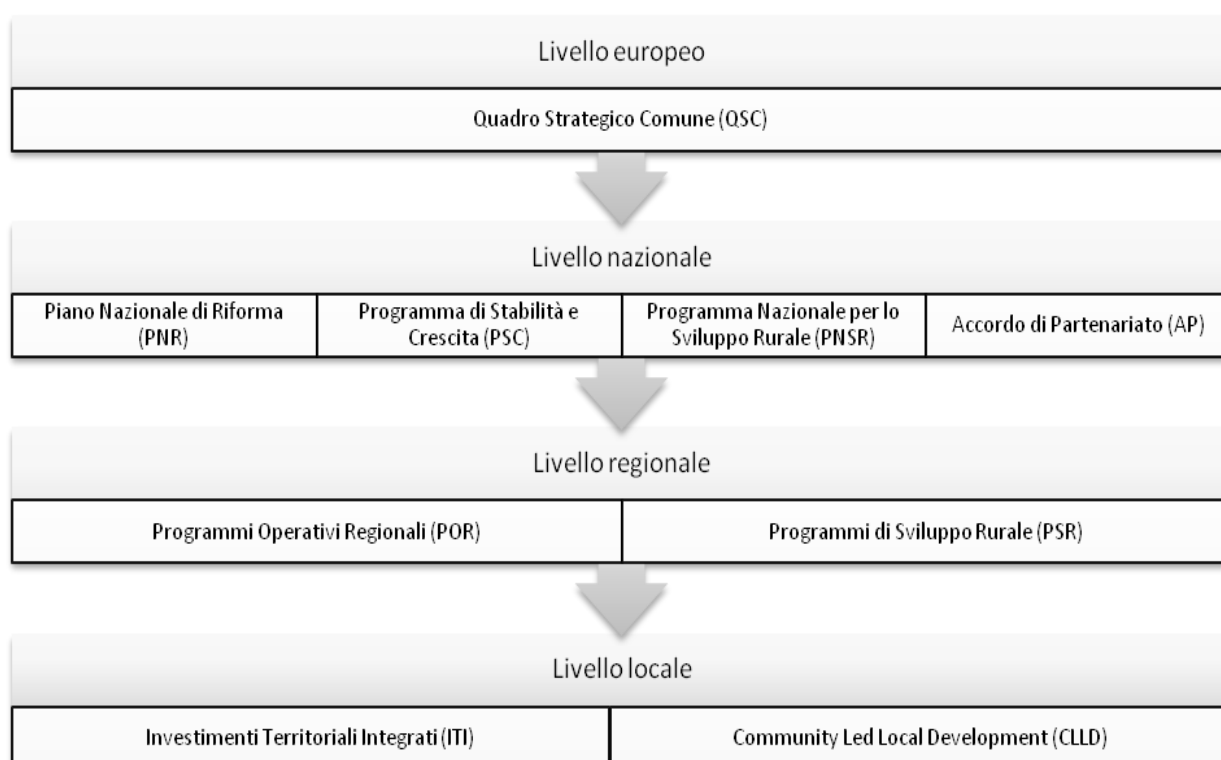 Livello europeo
Quadro Strategico Comune (QSC)
Livello nazionale
Piano Nazionale di Riforma
(PNR)
Programma di Stabilità e
Crescita (PSC)
Programma Nazionale per lo
Sviluppo Rurale (PNSR)
Accordo di Partenariato (AP)
Livello regionale
Programmi Operativi Regionali (POR)
Programmi di Sviluppo Rurale (PSR)
Livello locale
Investimenti Territoriali Integrati (ITI)
Community Led Local Development (CLLD)